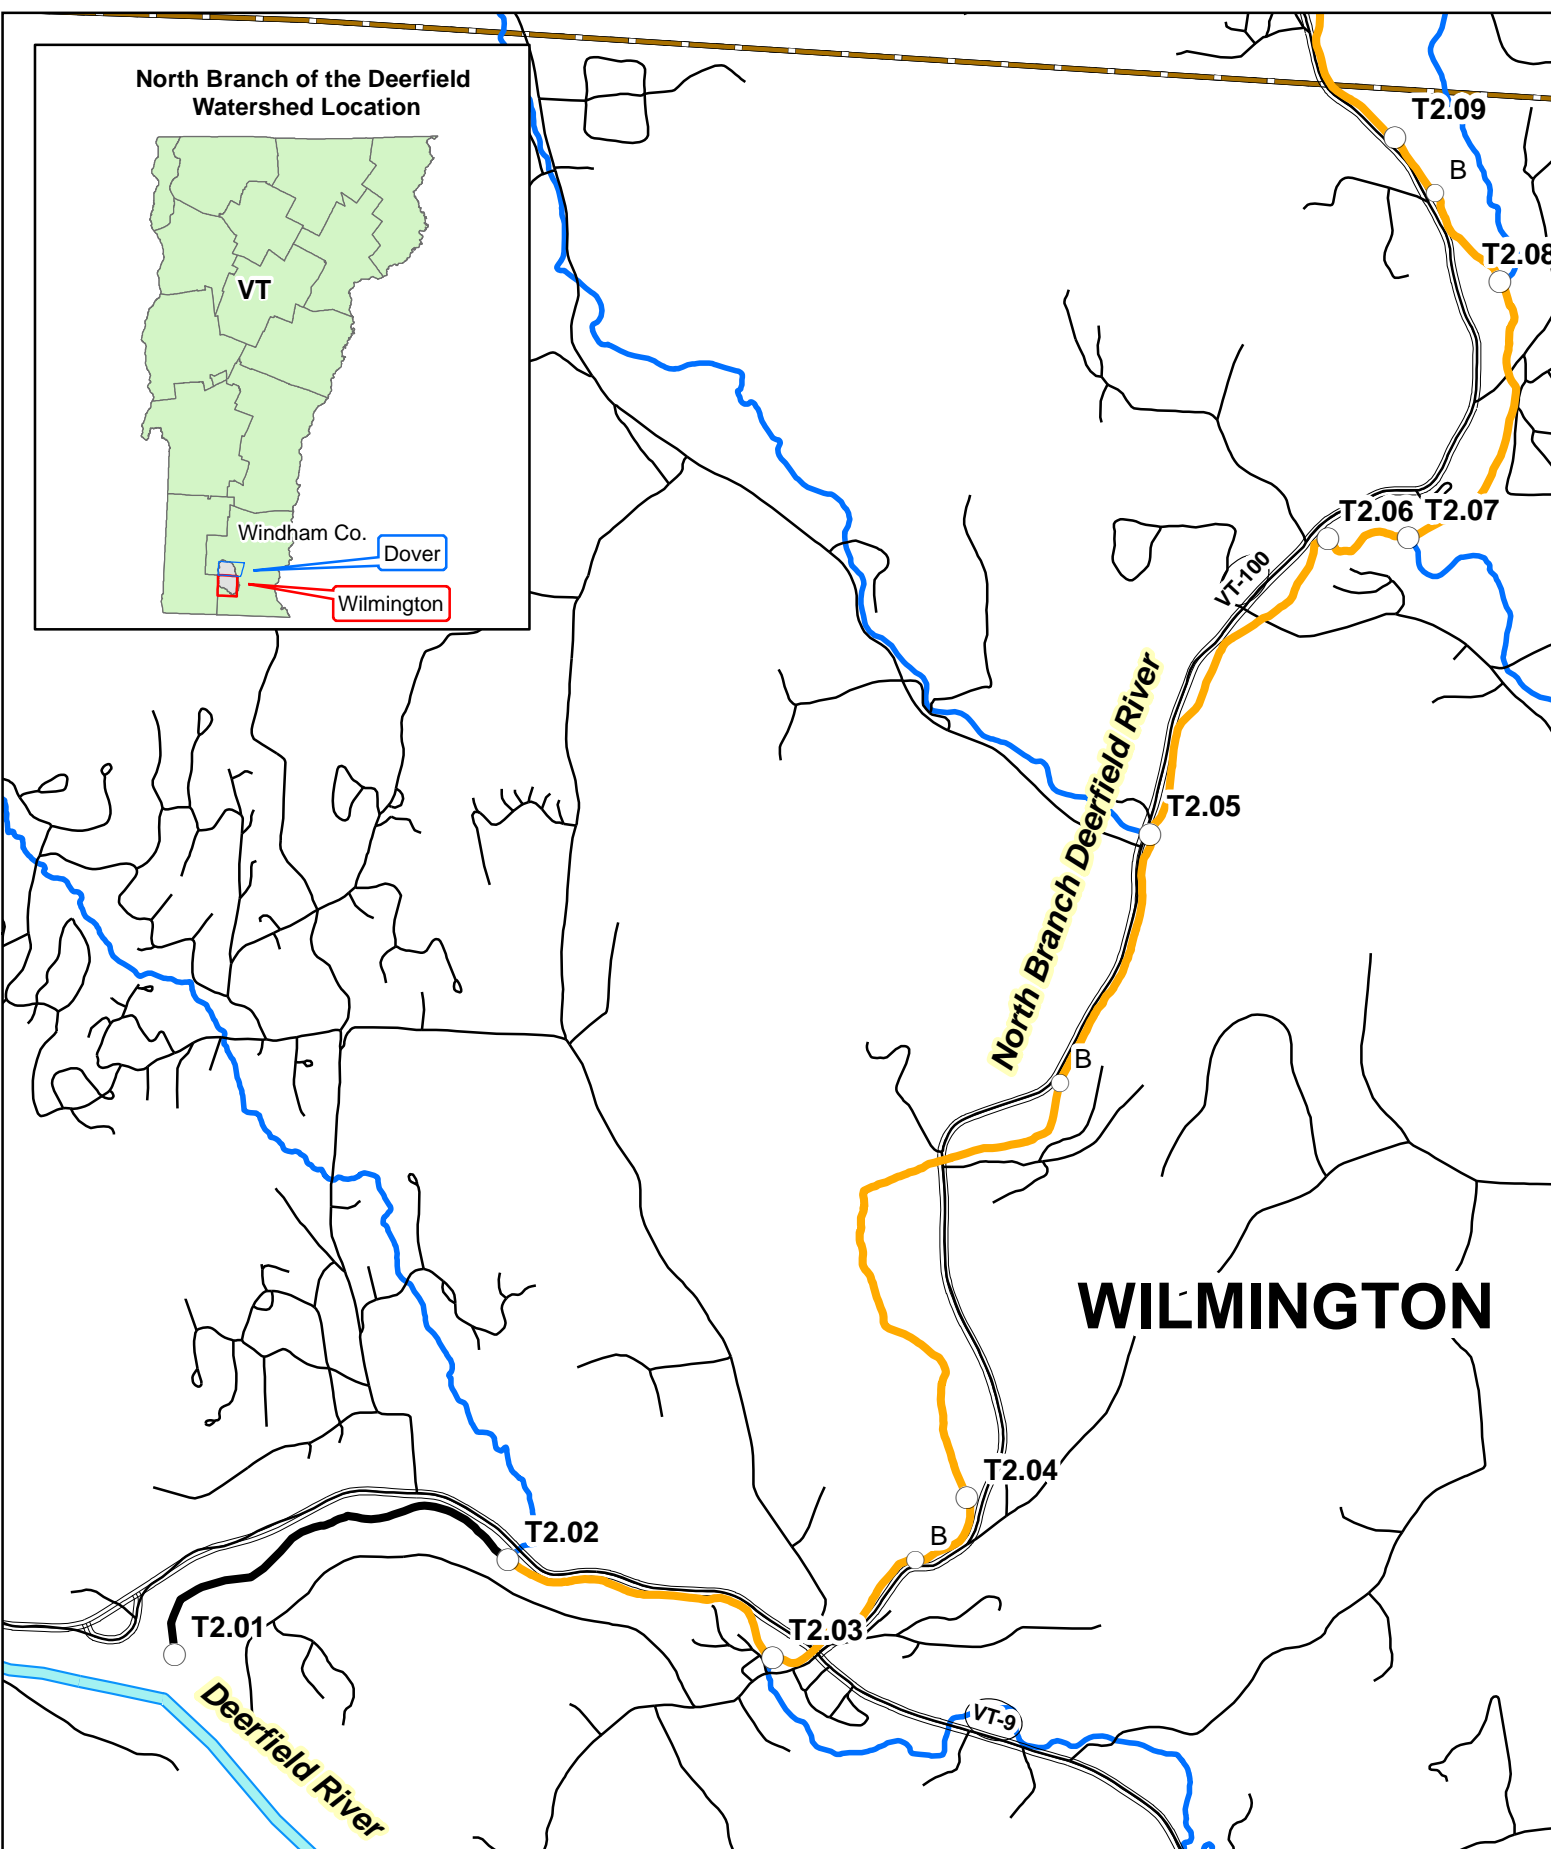 North Branch of the Deerfield
Watershed Location
VT
Windham Co.
Dover
Wilmington
T2.09
B
T2.08
T2.06
T2.07
VT-100
North Branch Deerfield River
T2.05
B
WILMINGTON
T2.04
B
T2.02
T2.03
T2.01
VT-9
Deerfield River